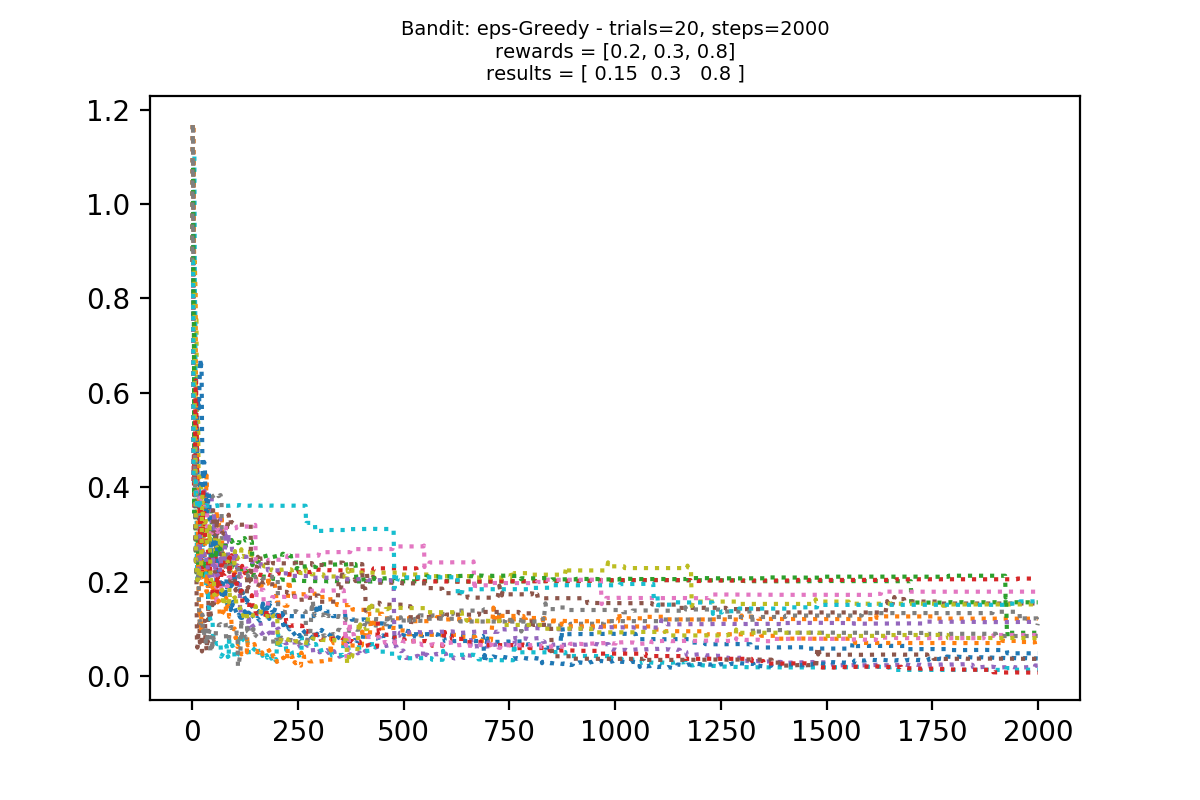 Bandit: eps-Greedy - trials=20, steps=2000
rewards = [0.2, 0.3, 0.8]
results = [ 0.15  0.3   0.8 ]
1.2
1.0
0.8
0.6
0.4
0.2
0.0
0 250 500 750 1000 1250 1500 1750 2000